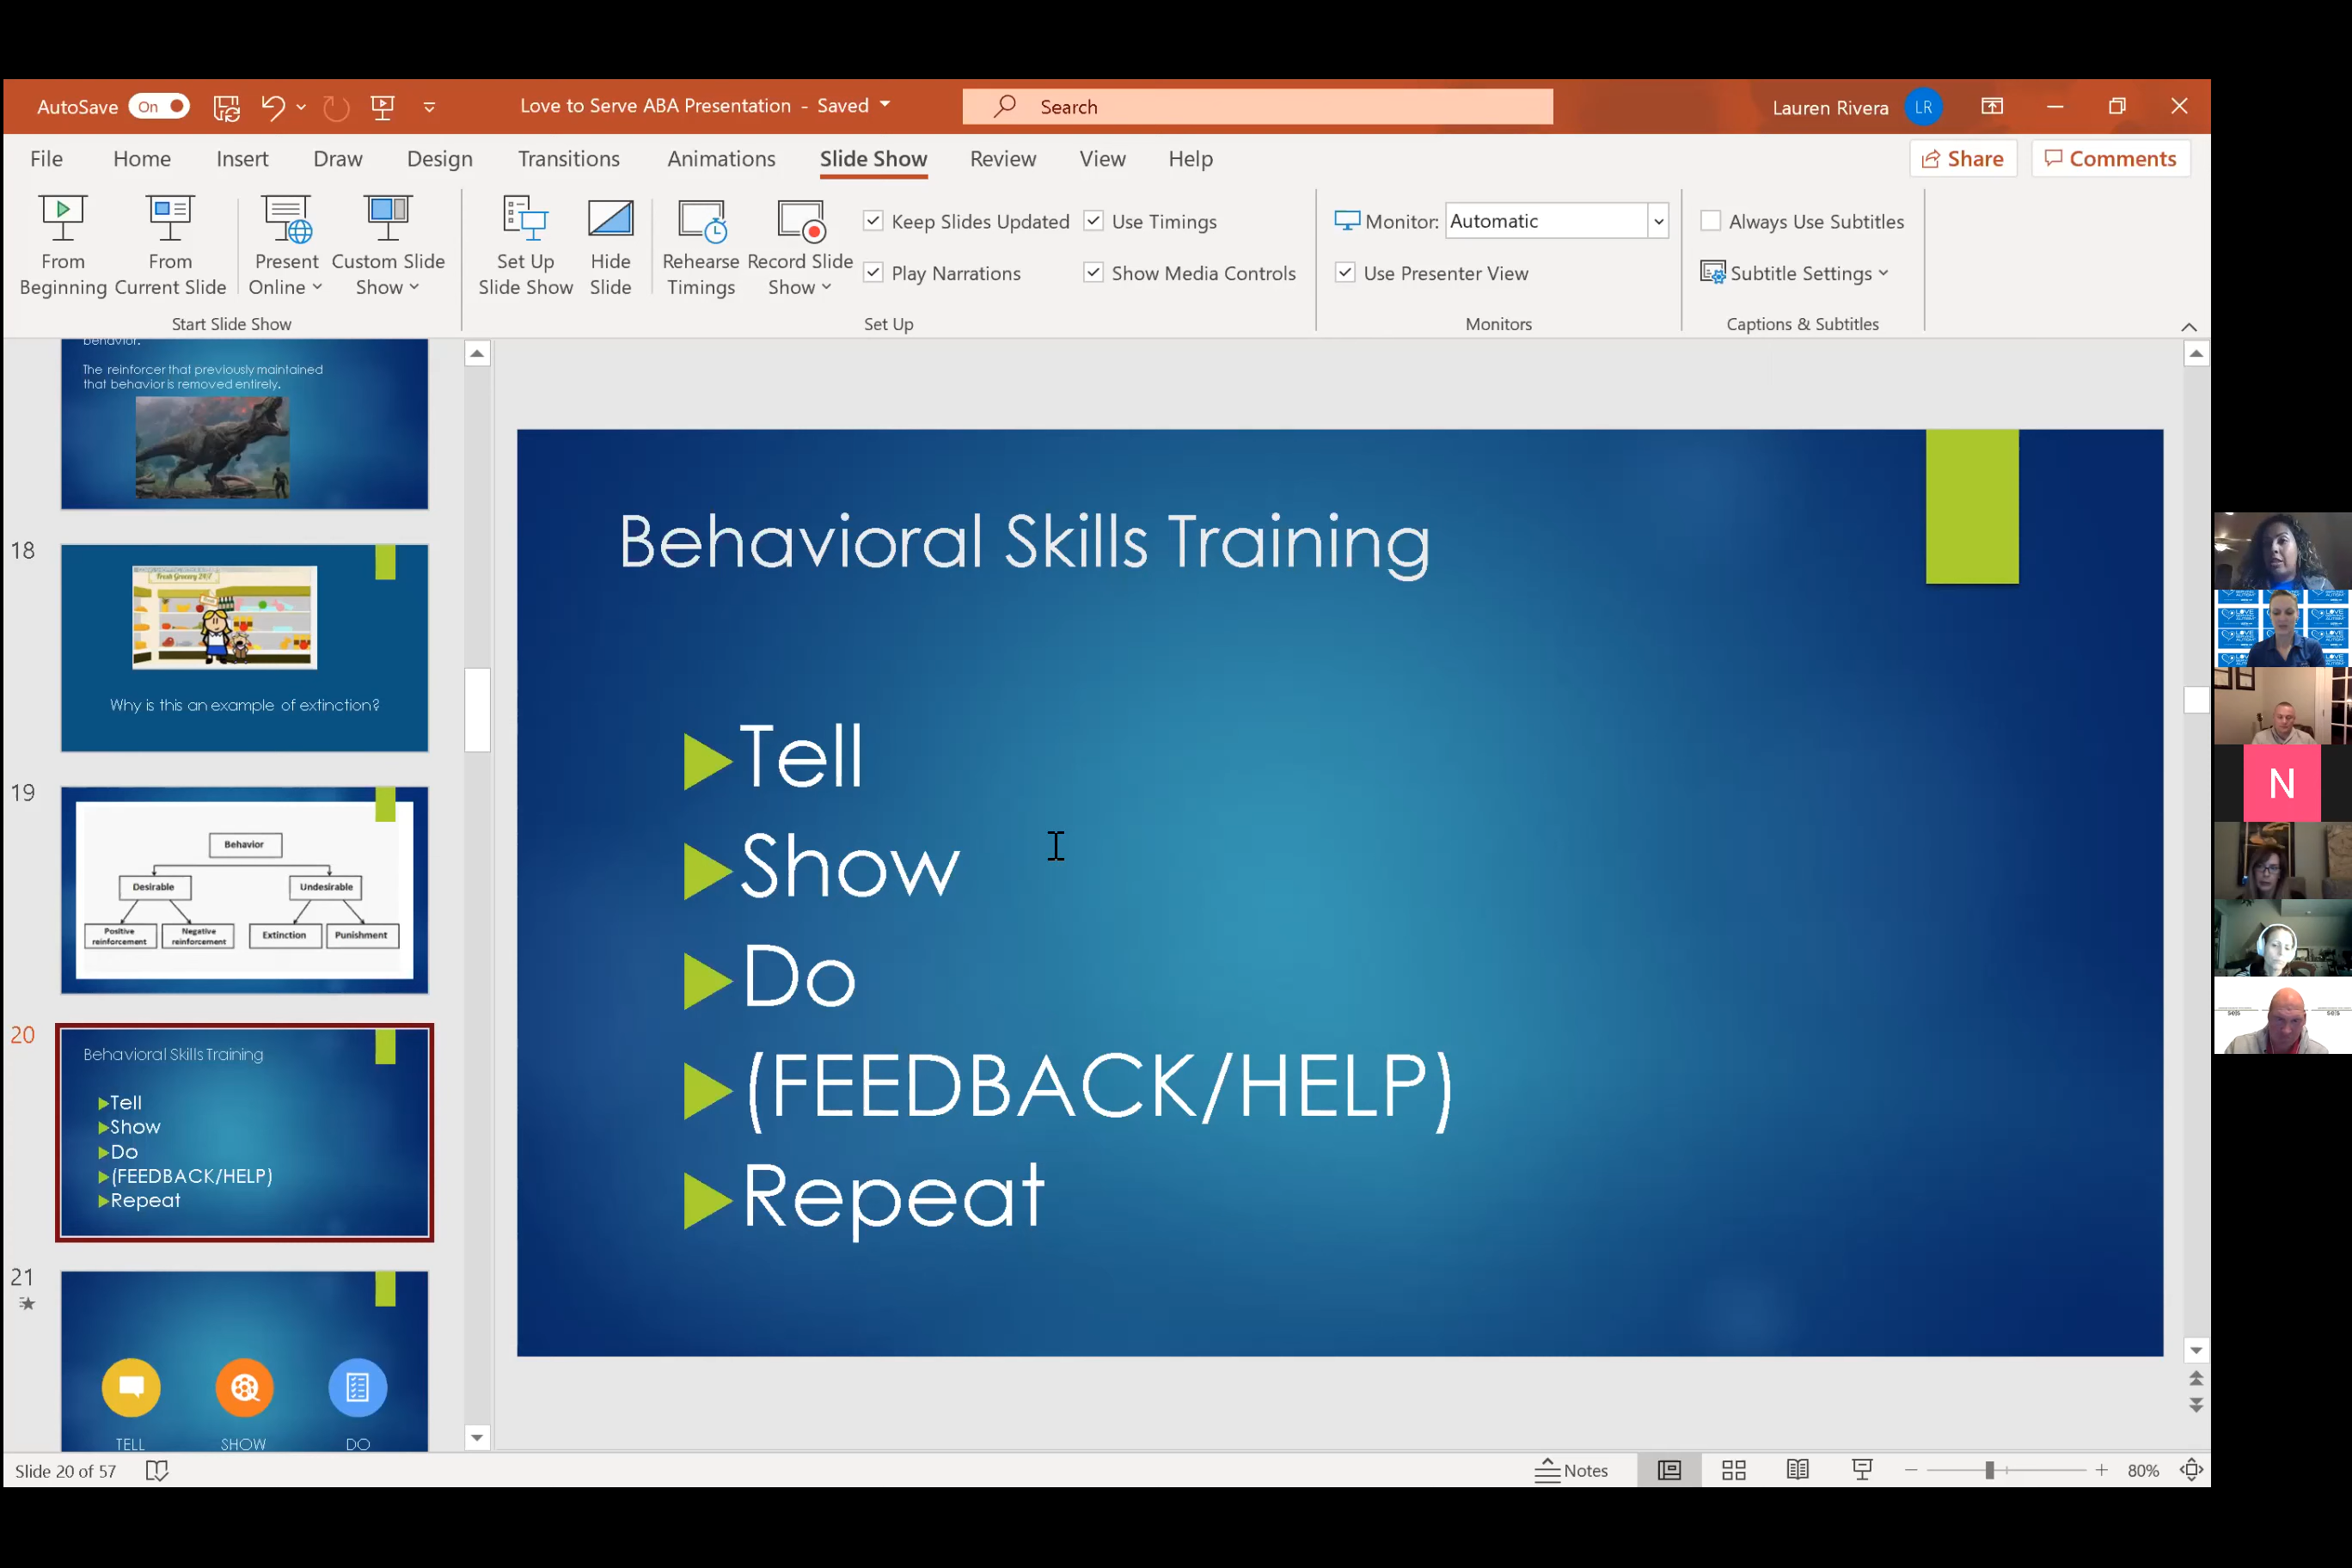 AutoSave On
Love to Serve ABA Presentation - Saved
Search
Lauren Rivera LR
File Home Insert Draw Design Transitions Animations Slide Show Review View Help
Share Comments
From Beginning
From Current Slide
Present Online
Custom Slide Show
Start Slide Show
Set Up Slide Show
Hide Slide
Rehearse Timings
Record Slide Show
Keep Slides Updated
Use Timings
Play Narrations
Show Media Controls
Set Up
Monitor: Automatic
Use Presenter View
Monitors
Always Use Subtitles
Subtitle Settings
Captions & Subtitles
behavior.
The reinforcer that previously maintained
that behavior is removed entirely.
18
Fresh Grocery 24/7
Why is this an example of extinction?
19
Behavior
Desirable Undesirable
Positive reinforcement
Negative reinforcement
Extinction
Punishment
20
Behavioral Skills Training
Tell
Show
Do
(FEEDBACK/HELP)
Repeat
21
TELL SHOW DO
Behavioral Skills Training
Tell
Show
Do
(FEEDBACK/HELP)
Repeat
N
Slide 20 of 57
Notes
80%